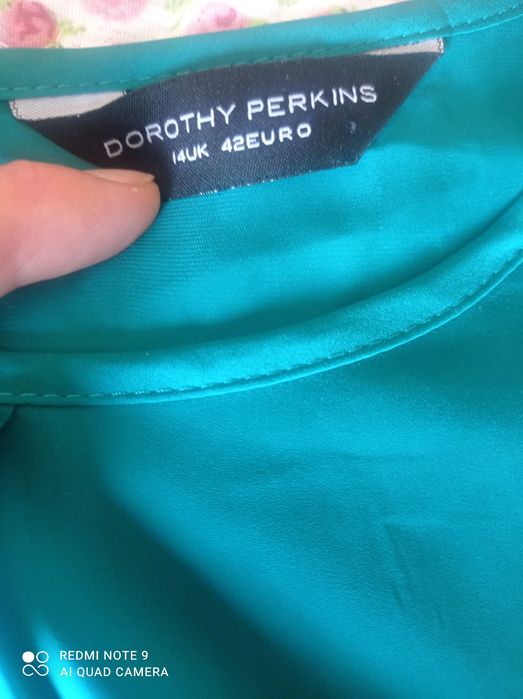 DOROTHY PERKINS
14UK 42EURO
REDMI NOTE 9
AI QUAD CAMERA